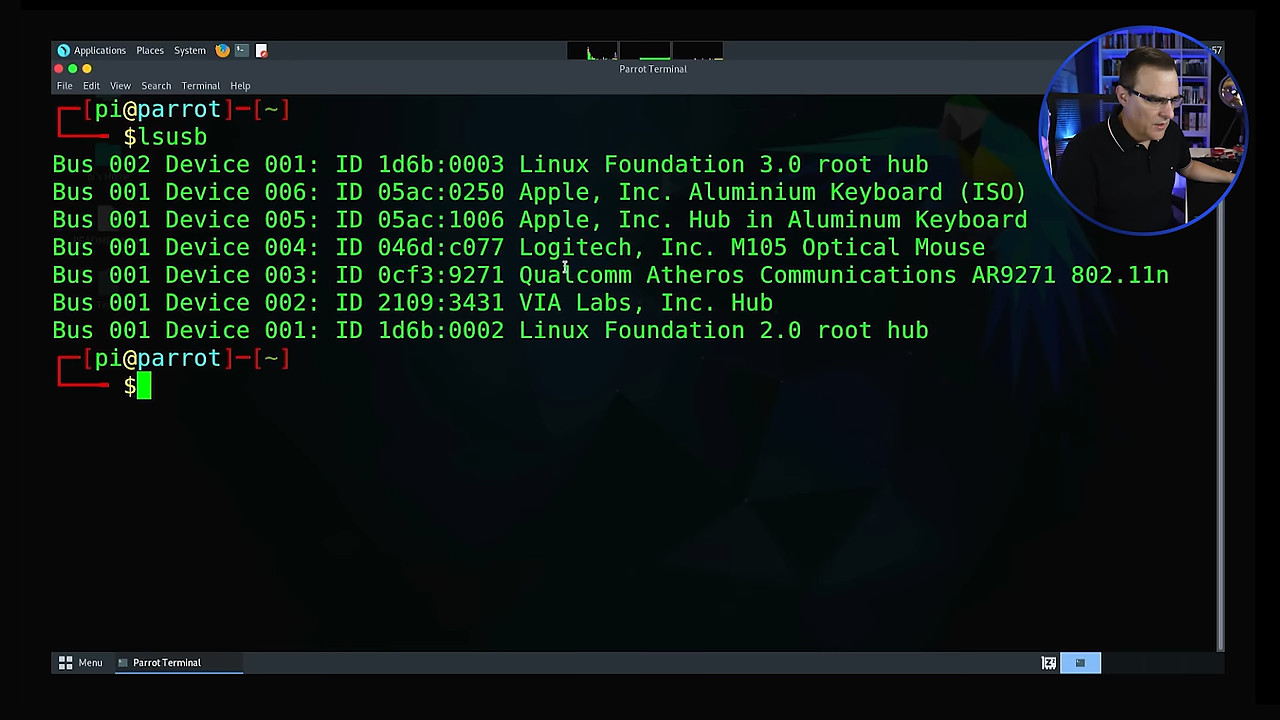 Applications Places System
57
Parrot Terminal
File Edit View Search Terminal Help
[pi@parrot]-[~]
$lsusb
Bus 002 Device 001: ID 1d6b:0003 Linux Foundation 3.0 root hub
Bus 001 Device 006: ID 05ac:0250 Apple, Inc. Aluminium Keyboard (ISO)
Bus 001 Device 005: ID 05ac:1006 Apple, Inc. Hub in Aluminum Keyboard
Bus 001 Device 004: ID 046d:c077 Logitech, Inc. M105 Optical Mouse
Bus 001 Device 003: ID 0cf3:9271 Qualcomm Atheros Communications AR9271 802.11n
Bus 001 Device 002: ID 2109:3431 VIA Labs, Inc. Hub
Bus 001 Device 001: ID 1d6b:0002 Linux Foundation 2.0 root hub
[pi@parrot]-[~]
$
Menu Parrot Terminal